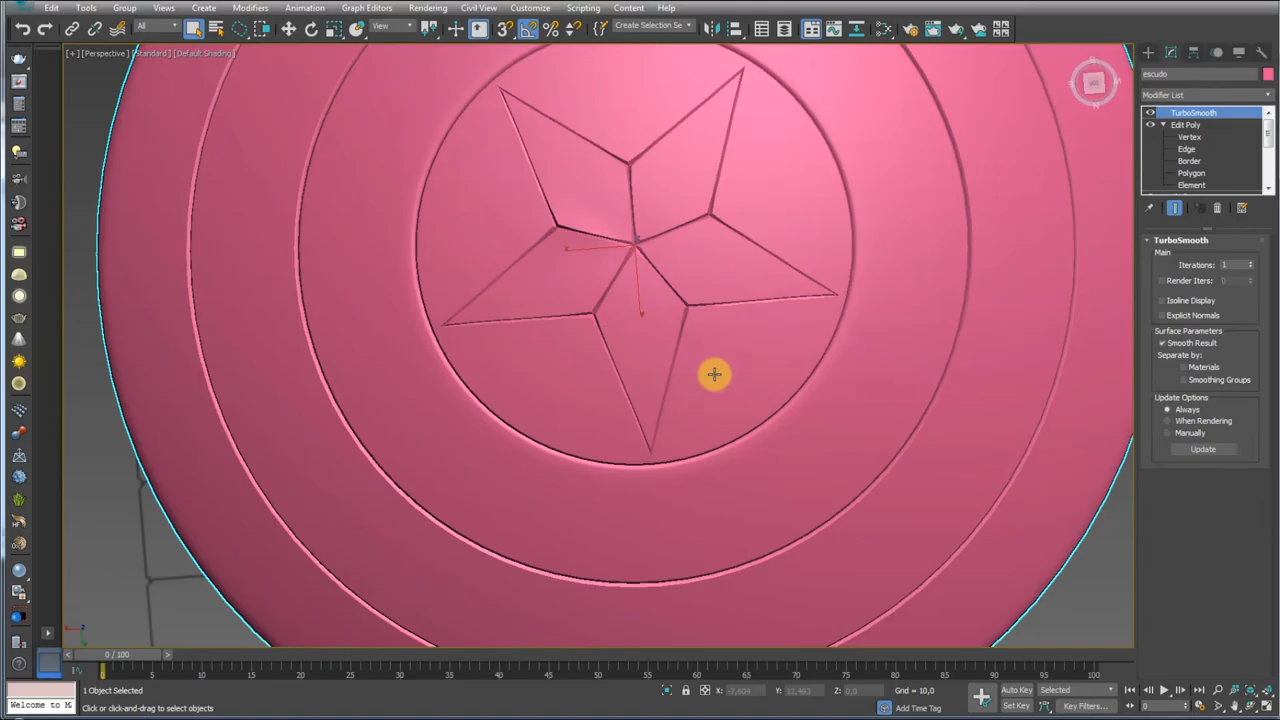 Edit Tools Group Views Create Modifiers Animation Graph Editors Rendering Civil View Customize Scripting Content Help
All View Create Selection Se
[+] [Perspective] [Standard] [Default Shading]
escudo
Modifier List
TurboSmooth
Edit Poly
Vertex
Edge
Border
Polygon
Element
TurboSmooth
Main
Iterations: 1
Render Iters: 0
Isoline Display
Explicit Normals
Surface Parameters
Smooth Result
Separate by:
Materials
Smoothing Groups
Update Options
Always
When Rendering
Manually
Update
0 / 100
5 10 15 20 25 30 35 40 45 50 55 60 65 70 75 80 85 90 95 100
1 Object Selected X: -7,604 Y: 12,493 Z: 0,0 Grid = 10,0 Auto Key Selected
Welcome to M Click or click-and-drag to select objects Add Time Tag Set Key Key Filters... 0